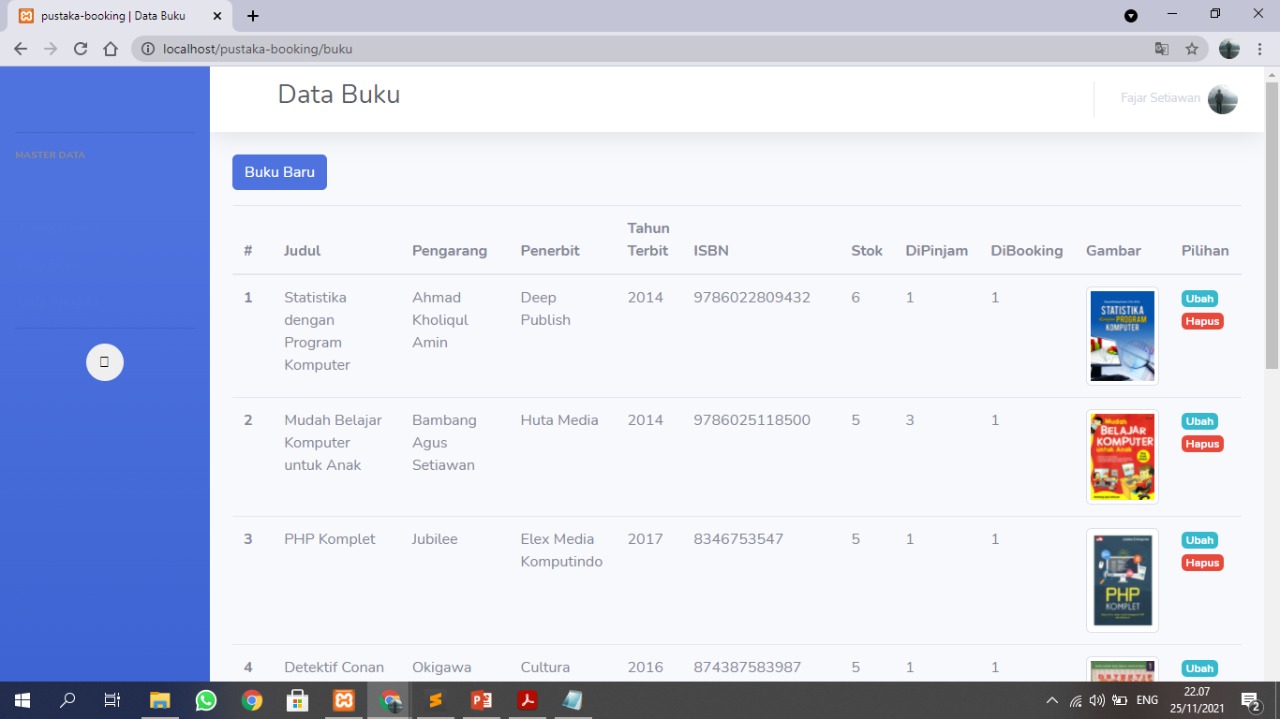 pustaka-booking | Data Buku
localhost/pustaka-booking/buku
Data Buku
Fajar Setiawan
MASTER DATA
Buku Baru
# Judul Pengarang Penerbit Tahun Terbit ISBN Stok DiPinjam DiBooking Gambar Pilihan
1 Statistika dengan Program Komputer Ahmad Kholiqul Amin Deep Publish 2014 9786022809432 6 1 1 Ubah
Hapus
STATISTIKA
dengan PROGRAM
KOMPUTER
2 Mudah Belajar Komputer untuk Anak Bambang Agus Setiawan Huta Media 2014 9786025118500 5 3 1 Ubah
Hapus
Mudah
BELAJAR
KOMPUTER
untuk Anak
3 PHP Komplet Jubilee Elex Media Komputindo 2017 8346753547 5 1 1 Ubah
Hapus
PHP
KOMPLET
4 Detektif Conan Okigawa Cultura 2016 874387583987 5 1 1 Ubah
ENG
22.07
25/11/2021
2